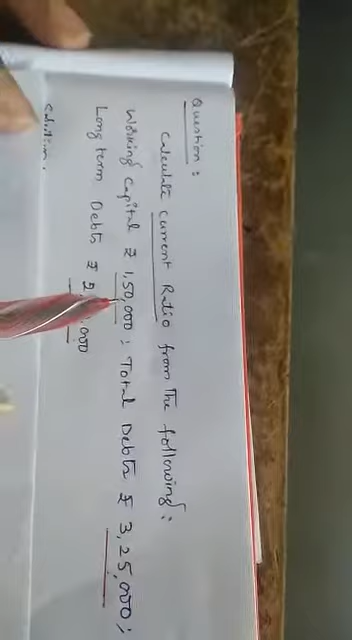 Question :
Calculate Current Ratio from the following :
Working Capital ₹ 1,50,000 ; Total Debts ₹ 3,25,000 ;
Long term Debts ₹
Solution.